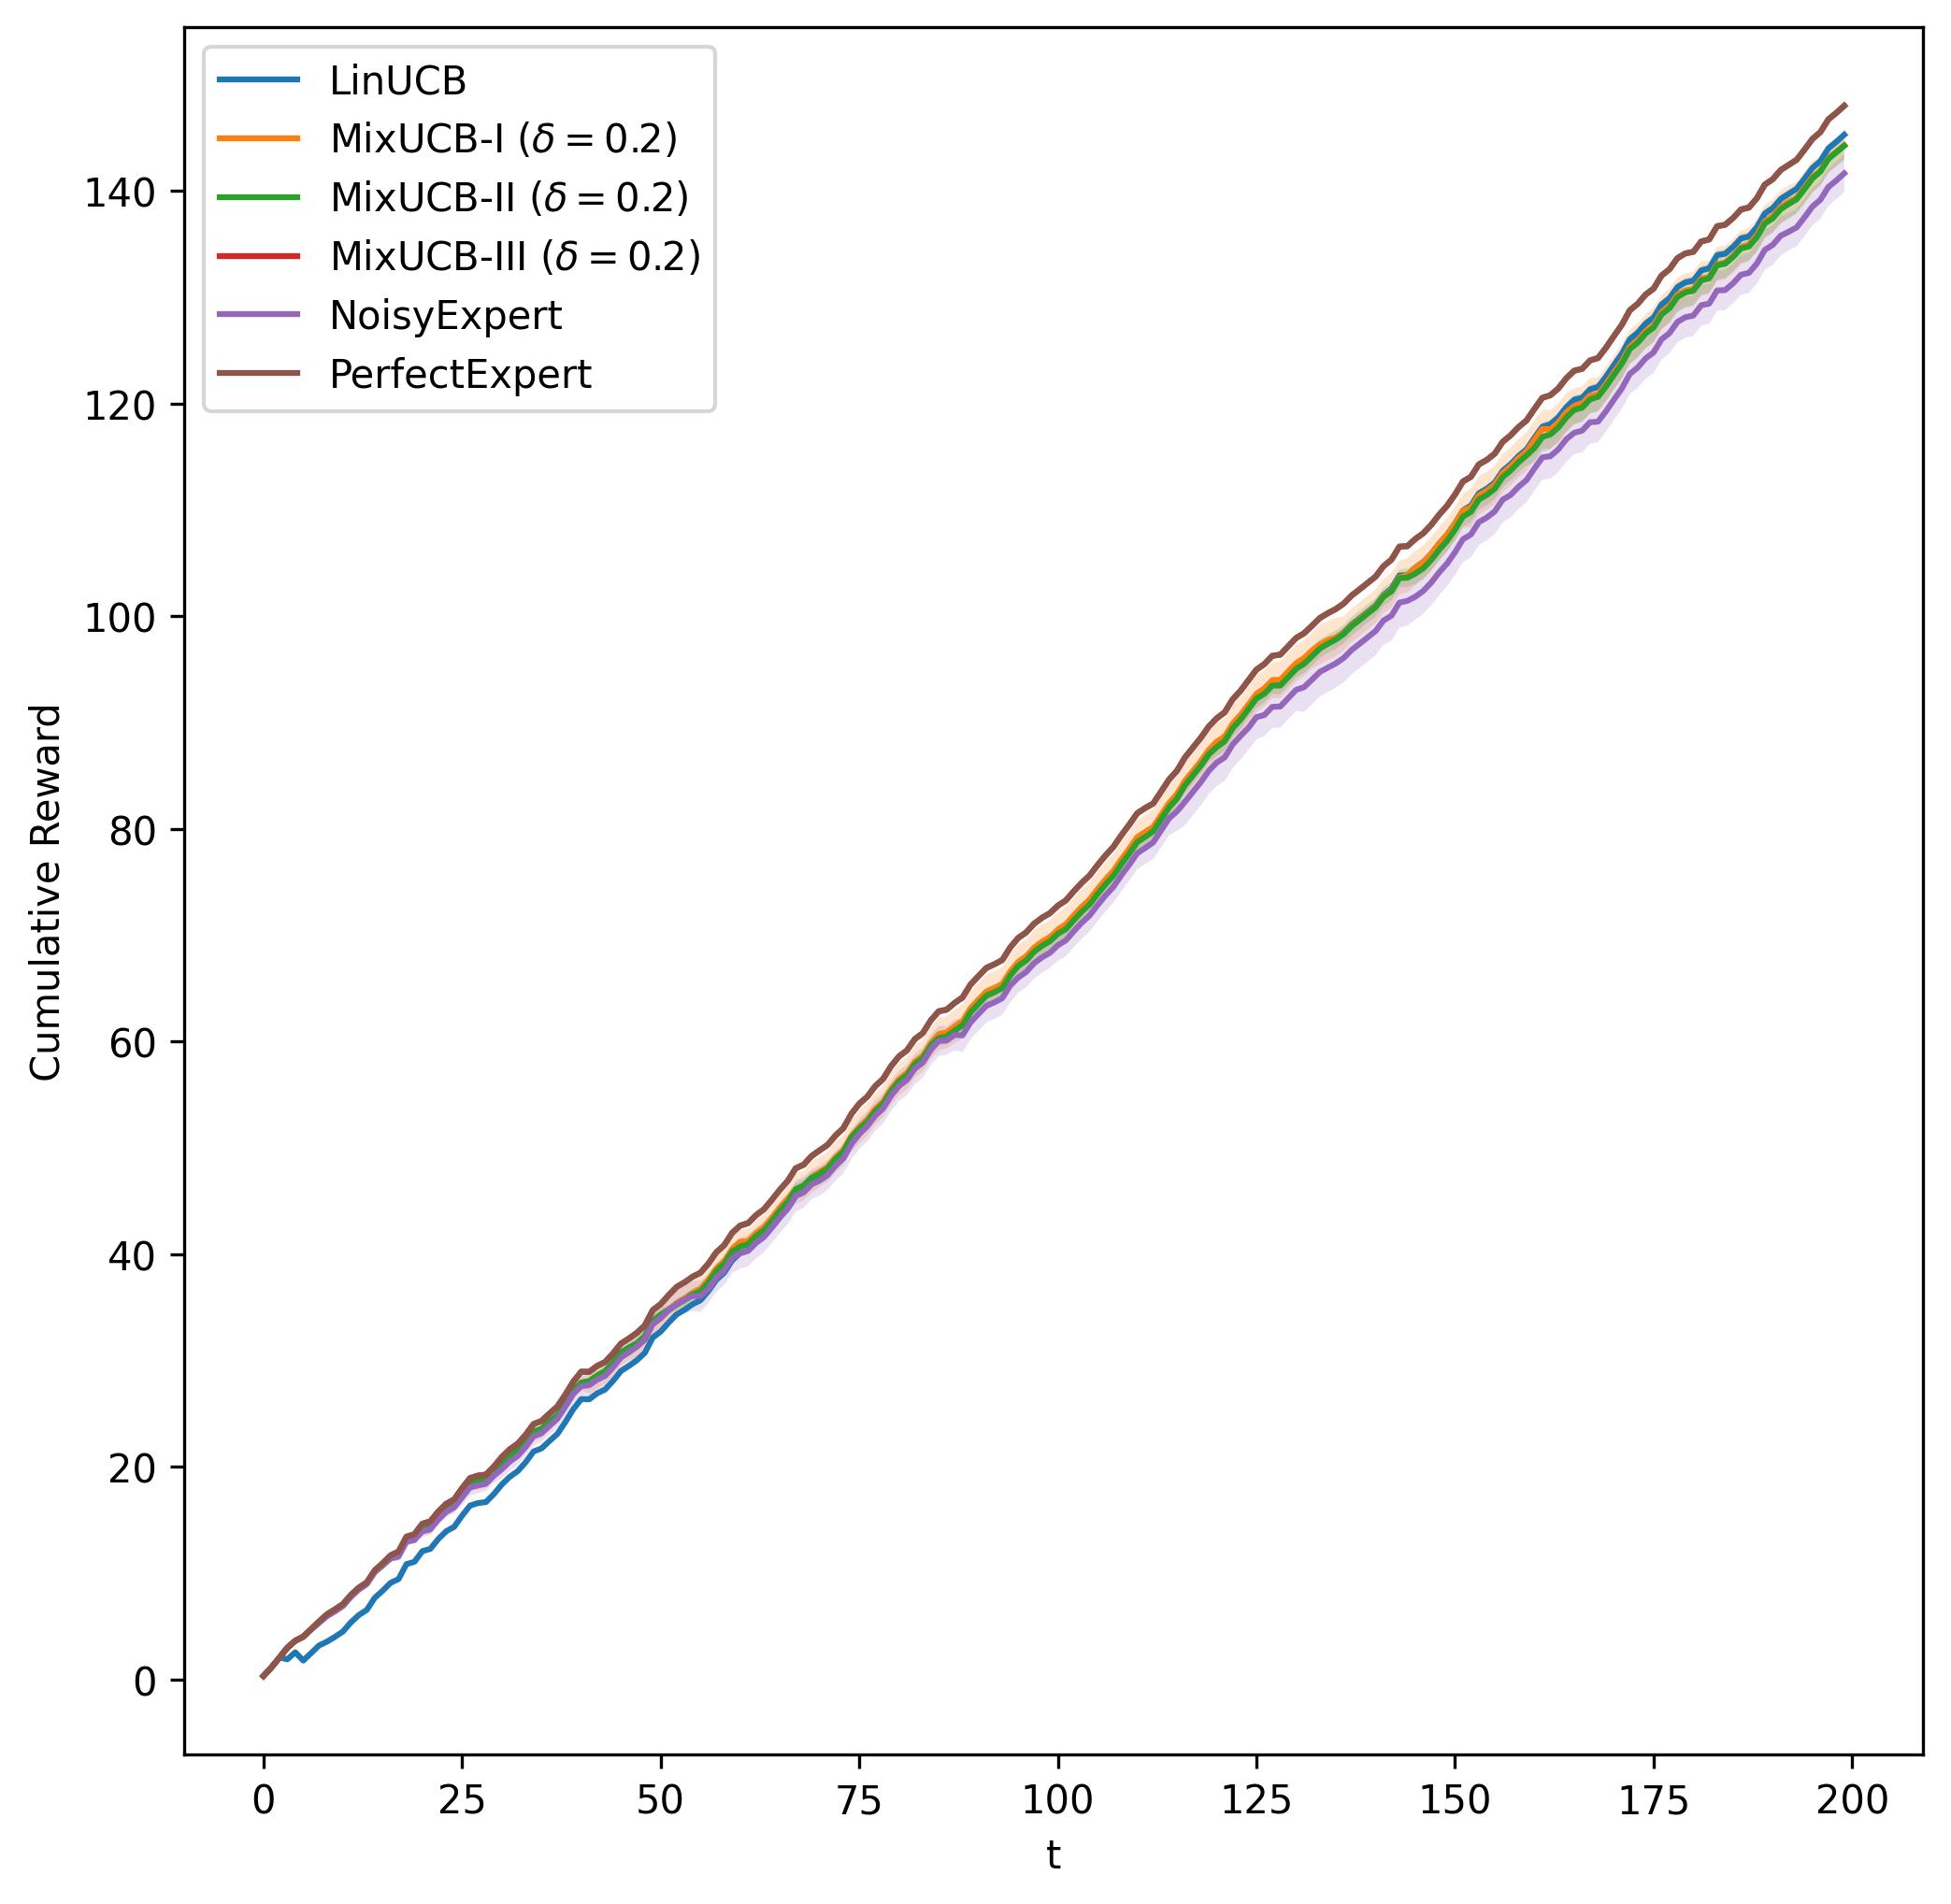 LinUCB
MixUCB-I (δ = 0.2)
MixUCB-II (δ = 0.2)
MixUCB-III (δ = 0.2)
NoisyExpert
PerfectExpert
140
120
100
80
60
40
20
0
Cumulative Reward
0 25 50 75 100 125 150 175 200
t